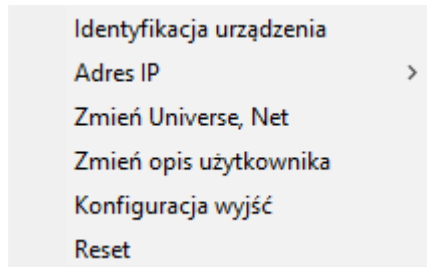 Identyfikacja urządzenia
Adres IP
Zmień Universe, Net
Zmień opis użytkownika
Konfiguracja wyjść
Reset